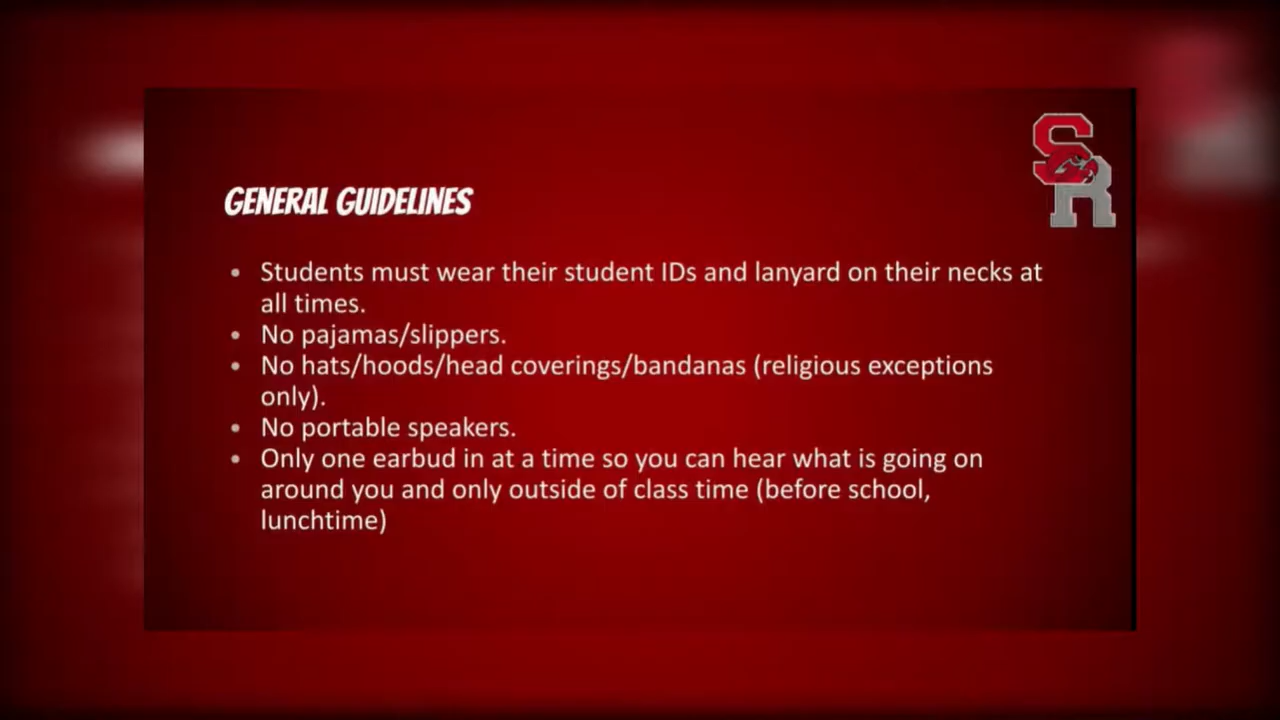 SR
GENERAL GUIDELINES
• Students must wear their student IDs and lanyard on their necks at
all times.
• No pajamas/slippers.
• No hats/hoods/head coverings/bandanas (religious exceptions
only).
• No portable speakers.
• Only one earbud in at a time so you can hear what is going on
around you and only outside of class time (before school,
lunchtime)